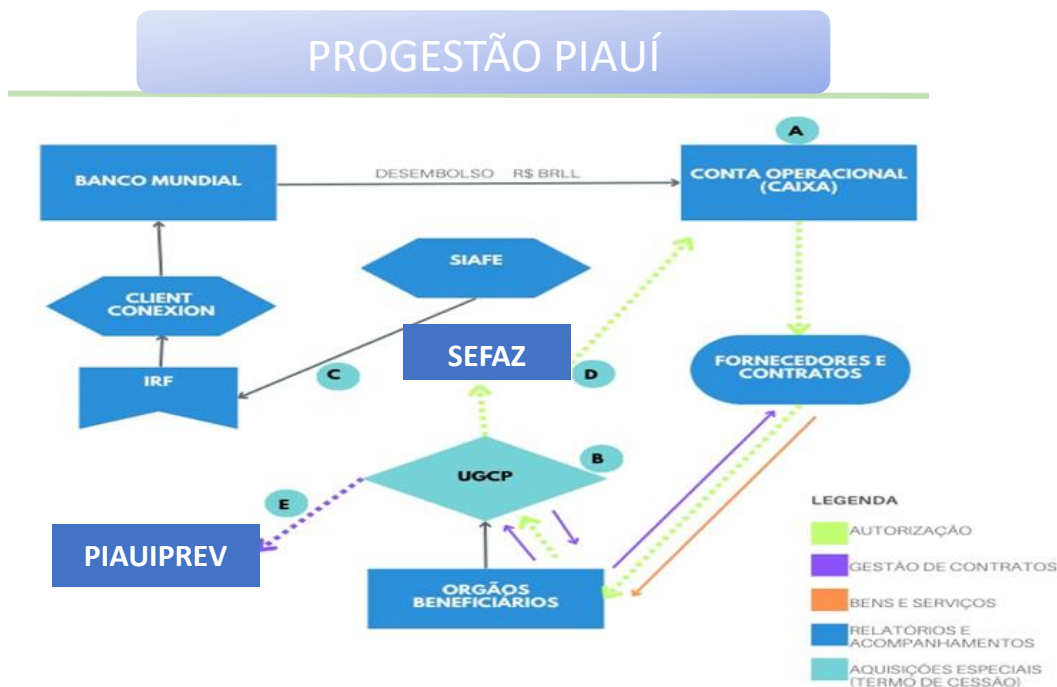 PROGESTÃO PIAUÍ
A
BANCO MUNDIAL
DESEMBOLSO R$ BRLL
CONTA OPERACIONAL
(CAIXA)
SIAFE
CLIENT
CONEXION
SEFAZ
FORNECEDORES E
CONTRATOS
IRF
C
D
UGCP
B
E
PIAUIPREV
ORGÃOS
BENEFICIÁRIOS
LEGENDA
AUTORIZAÇÃO
GESTÃO DE CONTRATOS
BENS E SERVIÇOS
RELATÓRIOS E
ACOMPANHAMENTOS
AQUISIÇÕES ESPECIAIS
(TERMO DE CESSÃO)